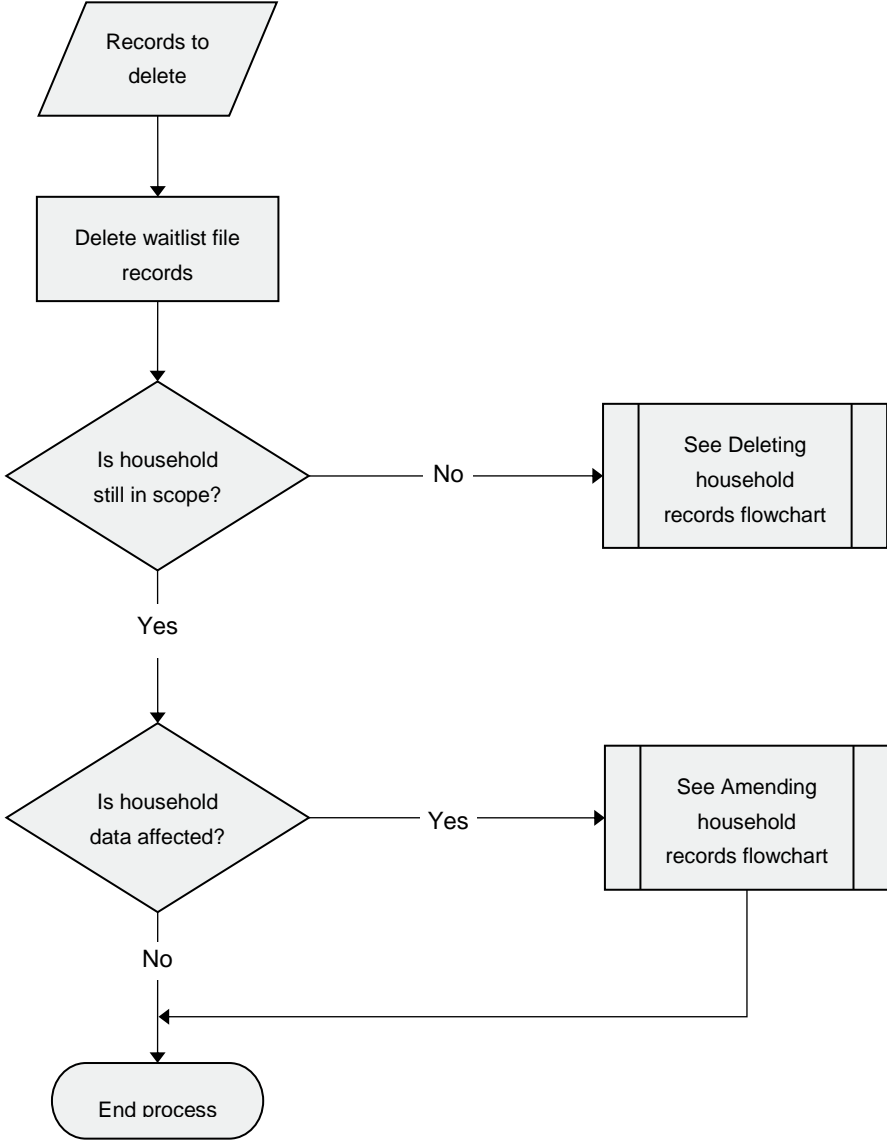 Records to
delete
Delete waitlist file
records
Is household
still in scope?
No
See Deleting
household
records flowchart
Yes
Is household
data affected?
Yes
See Amending
household
records flowchart
No
End process